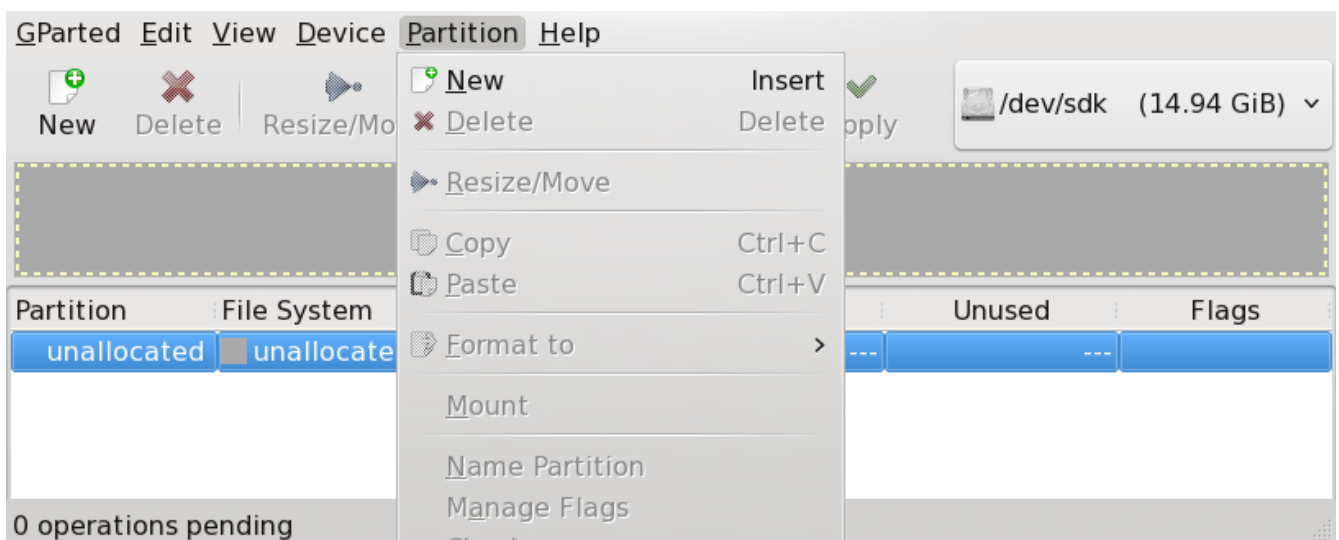 GParted Edit View Device Partition Help
New Delete Resize/Mo pply
/dev/sdk (14.94 GiB)
New Insert
Delete Delete
Resize/Move
Copy Ctrl+C
Paste Ctrl+V
Format to
Mount
Name Partition
Manage Flags
Partition File System Unused Flags
unallocated unallocate --- ---
0 operations pending